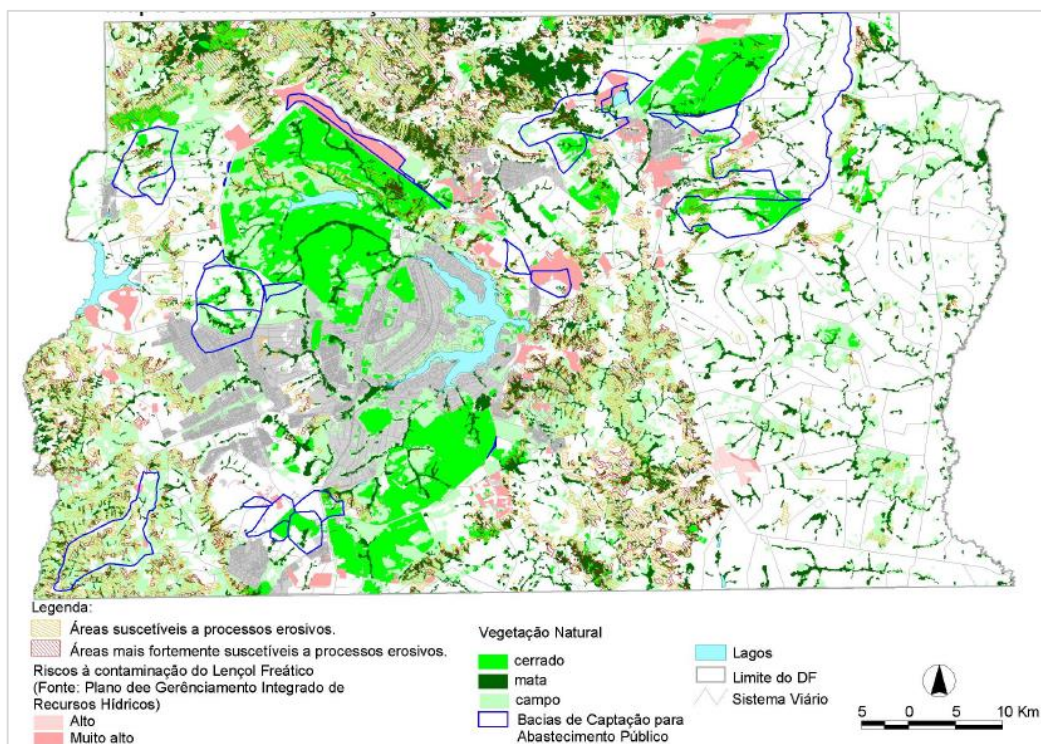 Legenda:
Áreas suscetíveis a processos erosivos.
Áreas mais fortemente suscetíveis a processos erosivos.
Riscos à contaminação do Lençol Freático
(Fonte: Plano dee Gerênciamento Integrado de
Recursos Hídricos)
Alto
Muito alto
Vegetação Natural
cerrado
mata
campo
Bacias de Captação para
Abastecimento Público
Lagos
Limite do DF
Sistema Viário
5 0 5 10 Km